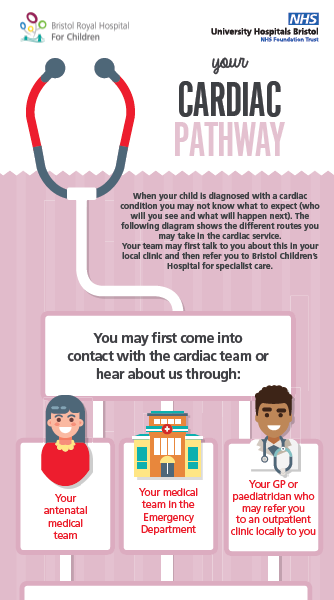 Bristol Royal Hospital
For Children
NHS
University Hospitals Bristol
NHS Foundation Trust
your
CARDIAC
PATHWAY
When your child is diagnosed with a cardiac
condition you may not know what to expect (who
will you see and what will happen next). The
following diagram shows the different routes you
may take in the cardiac service.
Your team may first talk to you about this in your
local clinic and then refer you to Bristol Children's
Hospital for specialist care.
You may first come into
contact with the cardiac team or
hear about us through:
Your
antenatal
medical
team
Your medical
team in the
Emergency
Department
Your GP or
paediatrician who
may refer you
to an outpatient
clinic locally to you